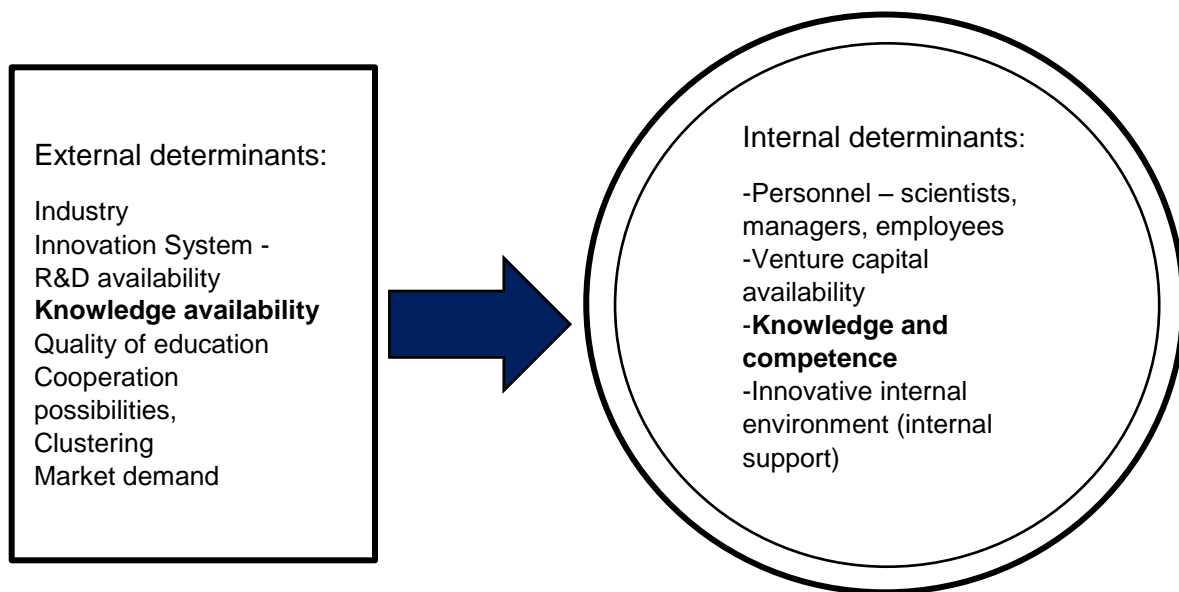 External determinants:
Industry
Innovation System -
R&D availability
Knowledge availability
Quality of education
Cooperation
possibilities,
Clustering
Market demand
Internal determinants:
-Personnel – scientists,
managers, employees
-Venture capital
availability
-Knowledge and
competence
-Innovative internal
environment (internal
support)